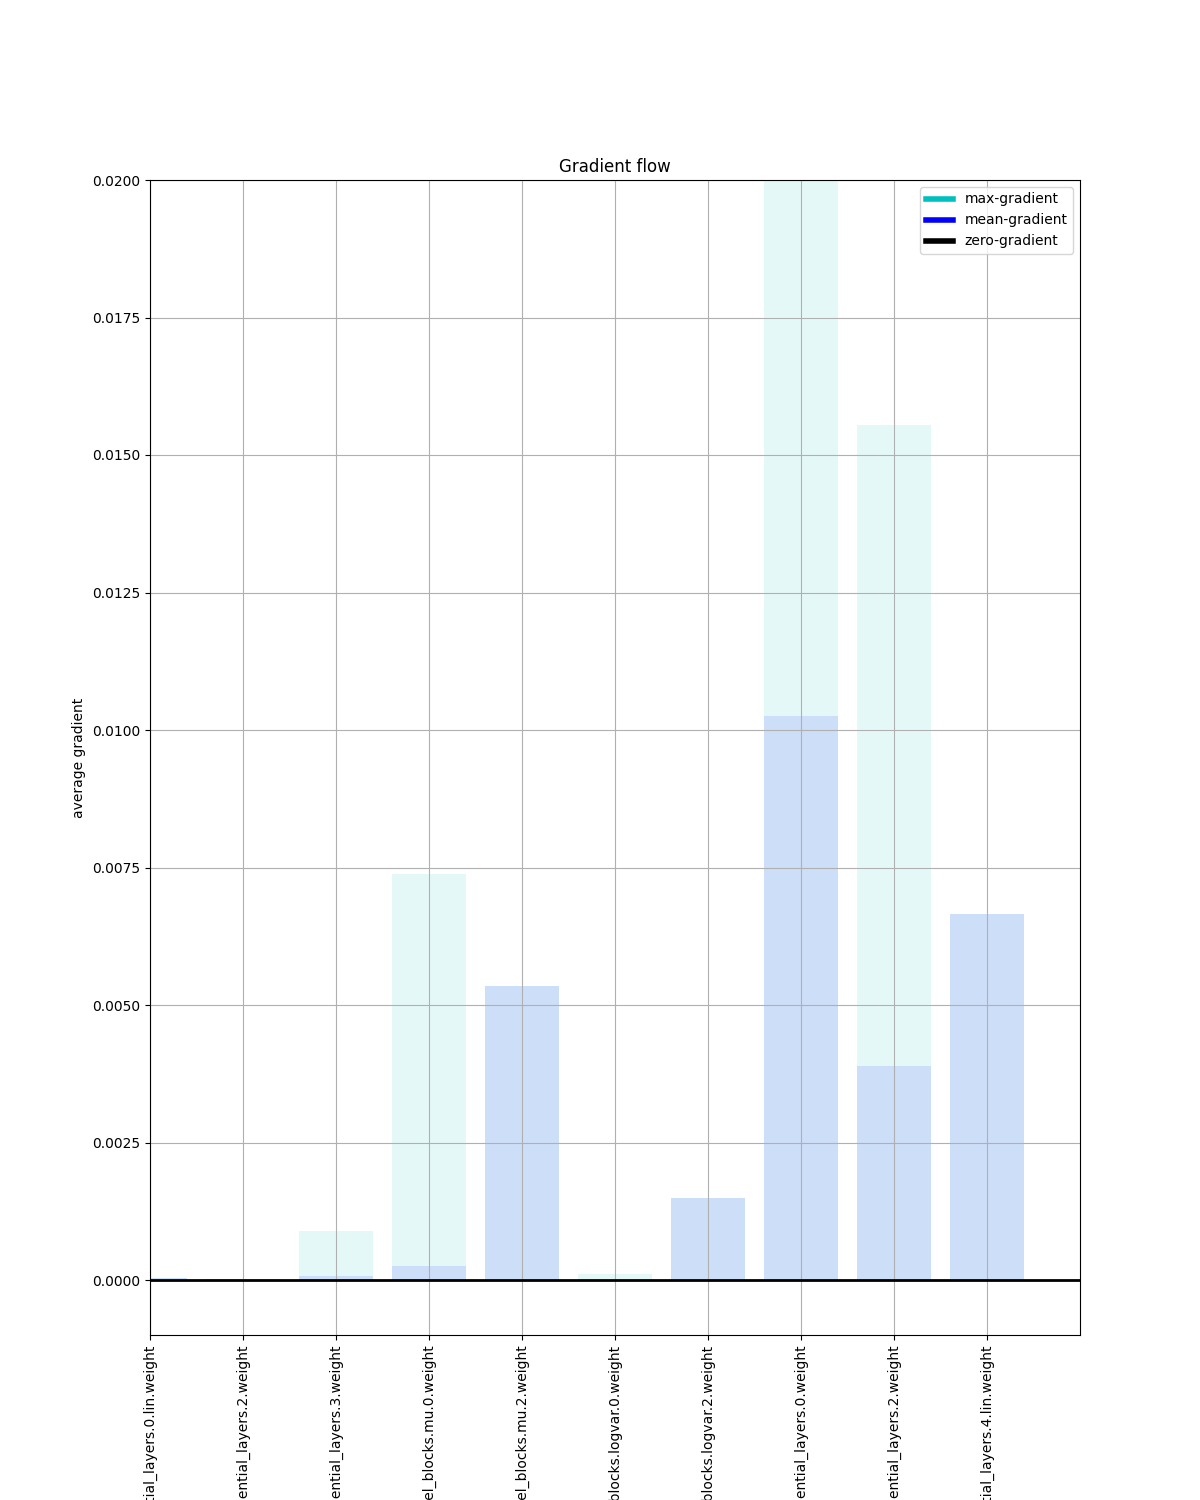 Gradient flow
max-gradient
mean-gradient
zero-gradient
0.0200
0.0175
0.0150
0.0125
0.0100
0.0075
0.0050
0.0025
0.0000
average gradient
tial_layers.0.lin.weight
ential_layers.2.weight
ential_layers.3.weight
el_blocks.mu.0.weight
el_blocks.mu.2.weight
blocks.logvar.0.weight
blocks.logvar.2.weight
ential_layers.0.weight
ential_layers.2.weight
tial_layers.4.lin.weight